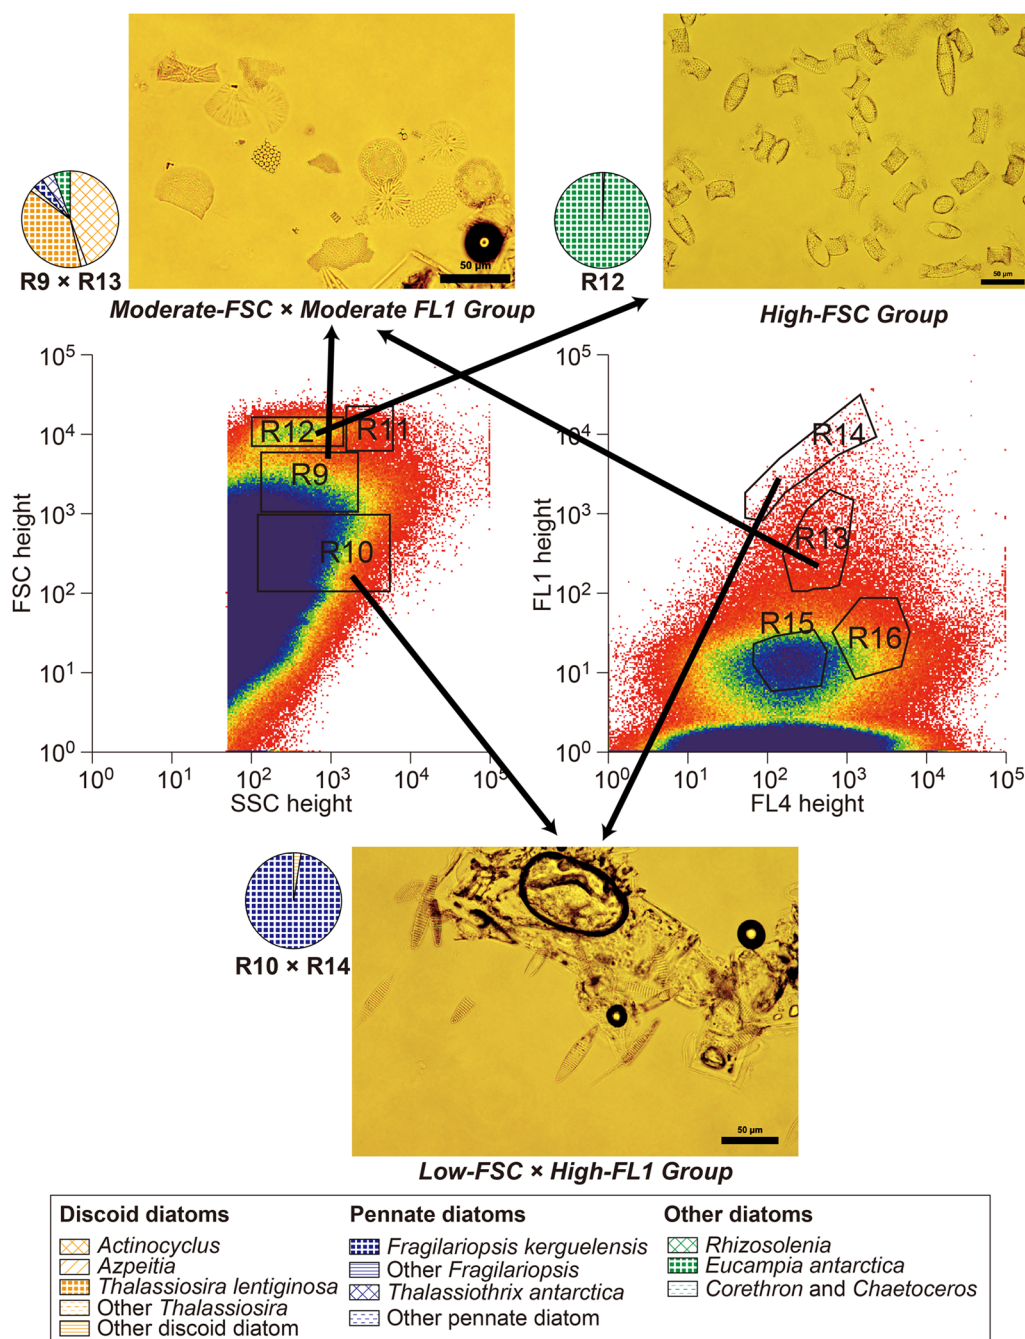 R9 × R13
50 µm
R12
50 µm
Moderate-FSC × Moderate FL1 Group
High-FSC Group
10⁵
10⁴
10³
10²
10¹
10⁰
FSC height
R12
R11
R9
R10
10⁰ 10¹ 10² 10³ 10⁴ 10⁵
SSC height
10⁵
10⁴
10³
10²
10¹
10⁰
FL1 height
R14
R13
R15
R16
10⁰ 10¹ 10² 10³ 10⁴ 10⁵
FL4 height
R10 × R14
50 µm
Low-FSC × High-FL1 Group
Discoid diatoms
Actinocyclus
Azpeitia
Thalassiosira lentiginosa
Other Thalassiosira
Other discoid diatom
Pennate diatoms
Fragilariopsis kerguelensis
Other Fragilariopsis
Thalassiothrix antarctica
Other pennate diatom
Other diatoms
Rhizosolenia
Eucampia antarctica
Corethron and Chaetoceros